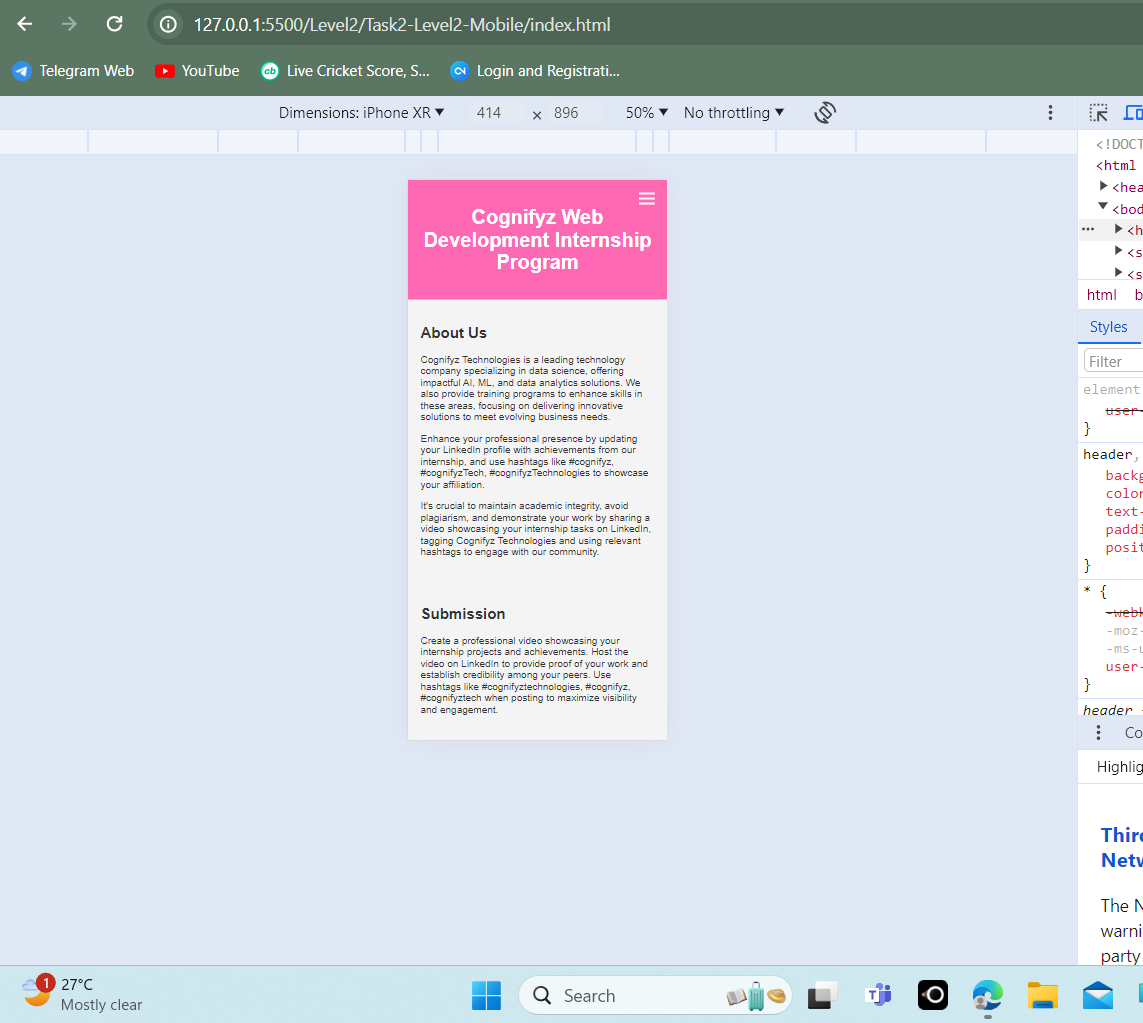 127.0.0.1:5500/Level2/Task2-Level2-Mobile/index.html
Telegram Web YouTube Live Cricket Score, S... Login and Registrati...
Dimensions: iPhone XR 414 × 896 50% No throttling
<!DOCT
<html
<hea
<bod
<h
<s
<s
html b
Styles
Filter
element
user-
}
header,
backg
color
text-
paddi
posit
}
* {
-webk
-moz-
-ms-u
user-
}
header
Co
Highlig
Third
Netw
The N
warni
party
Cognifyz Web
Development Internship
Program
About Us
Cognifyz Technologies is a leading technology
company specializing in data science, offering
impactful AI, ML, and data analytics solutions. We
also provide training programs to enhance skills in
these areas, focusing on delivering innovative
solutions to meet evolving business needs.
Enhance your professional presence by updating
your LinkedIn profile with achievements from our
internship, and use hashtags like #cognifyz,
#cognifyzTech, #cognifyzTechnologies to showcase
your affiliation.
It's crucial to maintain academic integrity, avoid
plagiarism, and demonstrate your work by sharing a
video showcasing your internship tasks on LinkedIn,
tagging Cognifyz Technologies and using relevant
hashtags to engage with our community.
Submission
Create a professional video showcasing your
internship projects and achievements. Host the
video on LinkedIn to provide proof of your work and
establish credibility among your peers. Use
hashtags like #cognifyztechnologies, #cognifyz,
#cognifyztech when posting to maximize visibility
and engagement.
1
27°C
Mostly clear
Search